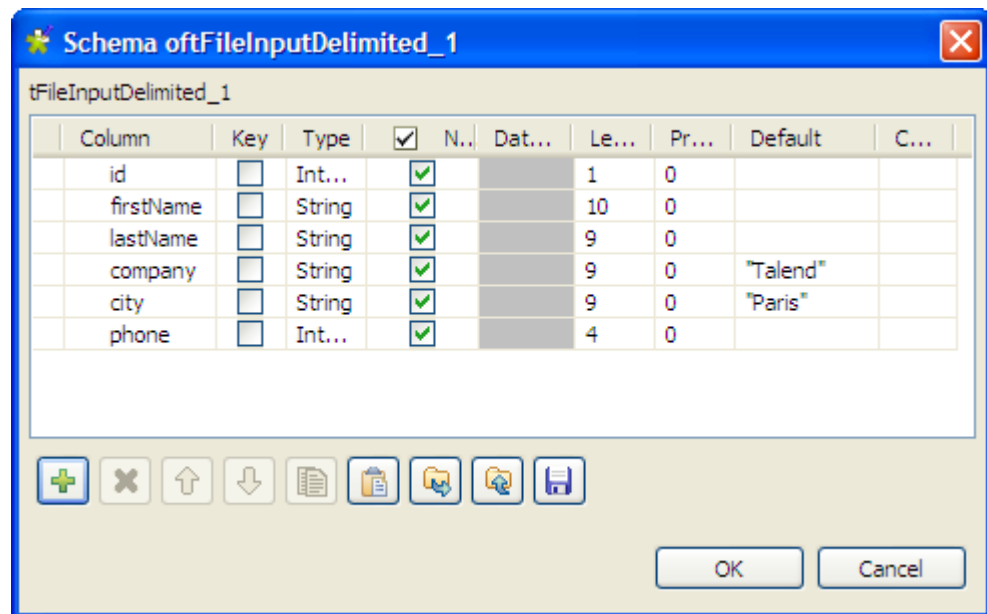 Schema oftFileInputDelimited_1
tFileInputDelimited_1
Column Key Type N... Dat... Le... Pr... Default C...
id Int... 1 0
firstName String 10 0
lastName String 9 0
company String 9 0 "Talend"
city String 9 0 "Paris"
phone Int... 4 0
OK Cancel